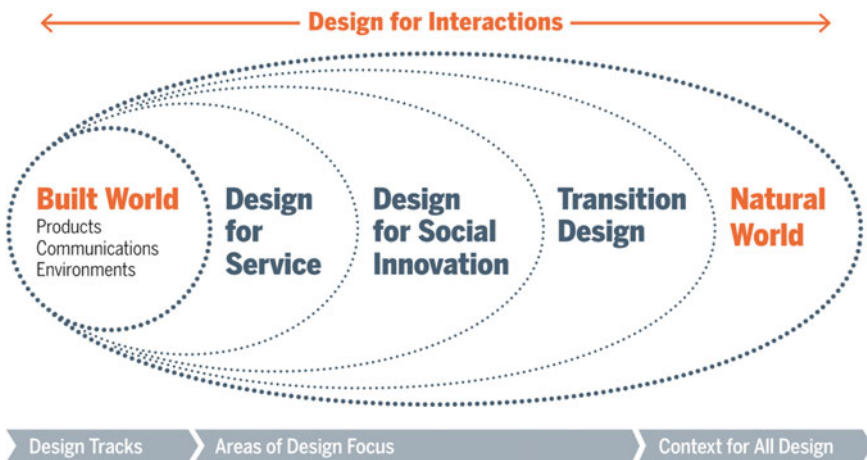 Design for Interactions
Built World
Products
Communications
Environments
Design
for
Service
Design
for Social
Innovation
Transition
Design
Natural
World
Design Tracks
Areas of Design Focus
Context for All Design